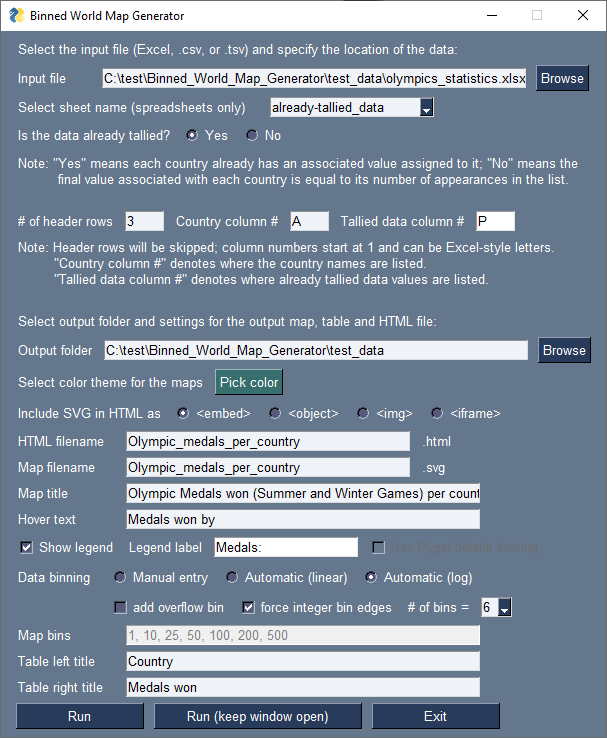 Binned World Map Generator
Select the input file (Excel, .csv, or .tsv) and specify the location of the data:
Input file C:\test\Binned_World_Map_Generator\test_data\olympics_statistics.xlsx Browse
Select sheet name (spreadsheets only) already-tallied_data
Is the data already tallied? Yes No
Note: "Yes" means each country already has an associated value assigned to it; "No" means the
final value associated with each country is equal to its number of appearances in the list.
# of header rows 3 Country column # A Tallied data column # P
Note: Header rows will be skipped; column numbers start at 1 and can be Excel-style letters.
"Country column #" denotes where the country names are listed.
"Tallied data column #" denotes where already tallied data values are listed.
Select output folder and settings for the output map, table and HTML file:
Output folder C:\test\Binned_World_Map_Generator\test_data Browse
Select color theme for the maps Pick color
Include SVG in HTML as <embed> <object> <img> <iframe>
HTML filename Olympic_medals_per_country .html
Map filename Olympic_medals_per_country .svg
Map title Olympic Medals won (Summer and Winter Games) per count
Hover text Medals won by
Show legend Legend label Medals: Use Pygal default binning
Data binning Manual entry Automatic (linear) Automatic (log)
add overflow bin force integer bin edges # of bins = 6
Map bins 1, 10, 25, 50, 100, 200, 500
Table left title Country
Table right title Medals won
Run Run (keep window open) Exit